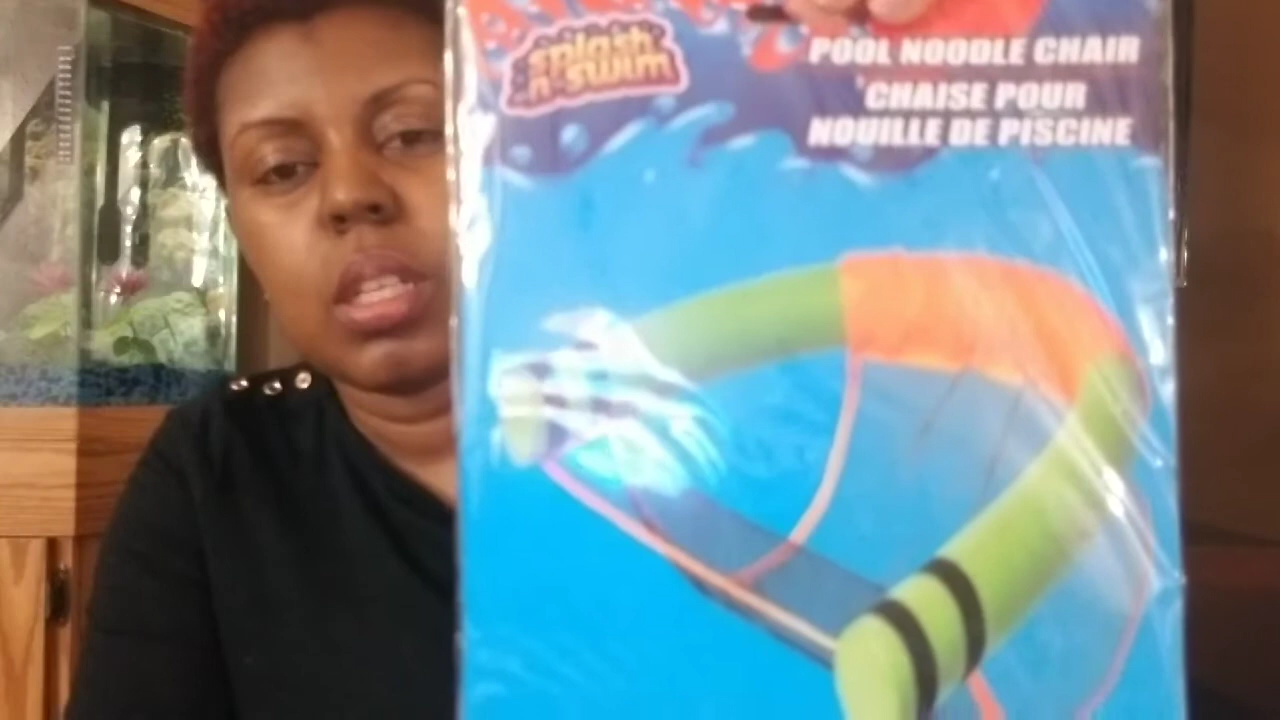 splash
n' swim
POOL NOODLE CHAIR
CHAISE POUR
NOUILLE DE PISCINE